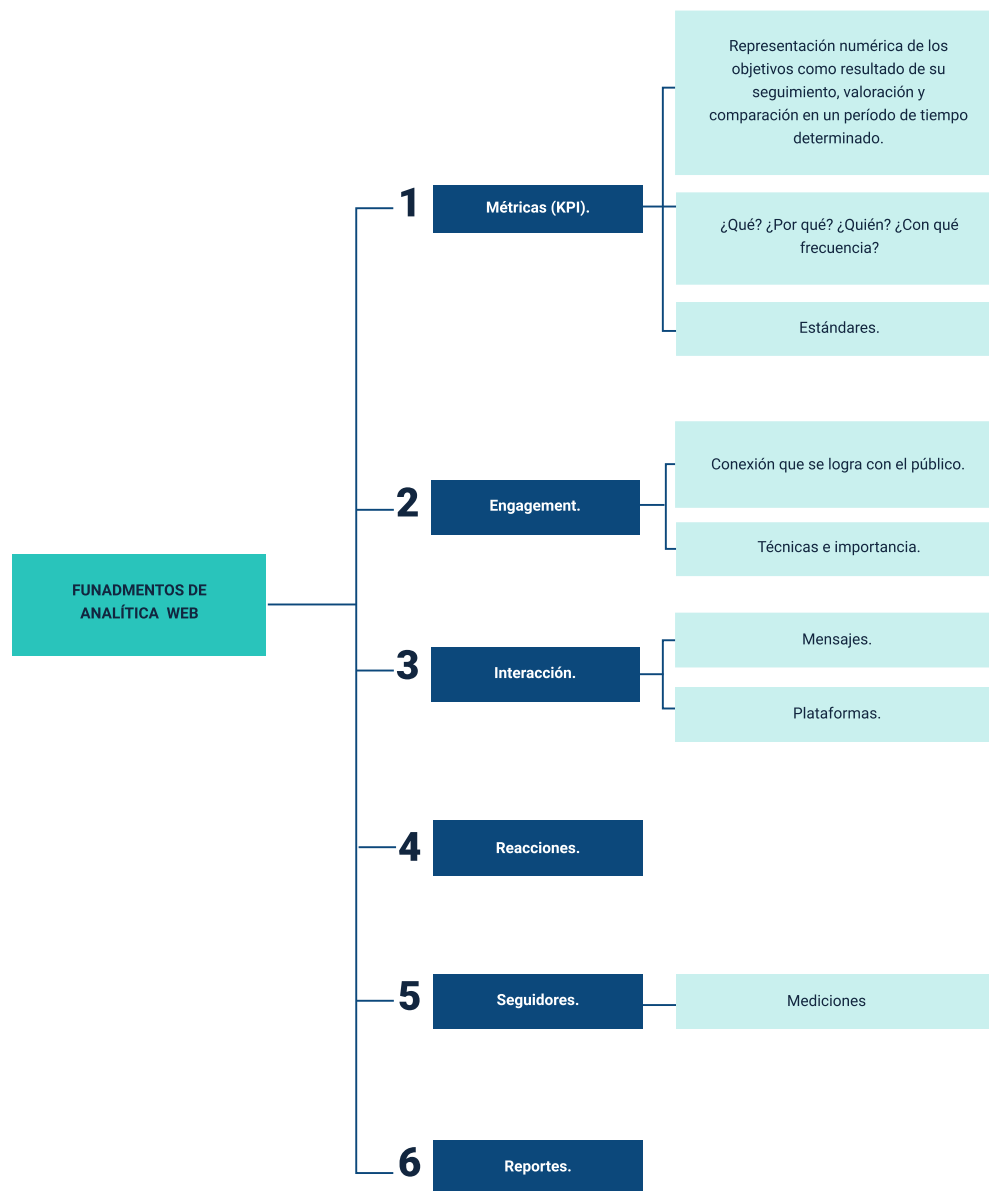 FUNADMENTOS DE
ANALÍTICA  WEB
1
Métricas (KPI).
Representación numérica de los
objetivos como resultado de su
seguimiento, valoración y
comparación en un período de tiempo
determinado.
¿Qué? ¿Por qué? ¿Quién? ¿Con qué
frecuencia?
Estándares.
2
Engagement.
Conexión que se logra con el público.
Técnicas e importancia.
3
Interacción.
Mensajes.
Plataformas.
4
Reacciones.
5
Seguidores.
Mediciones
6
Reportes.